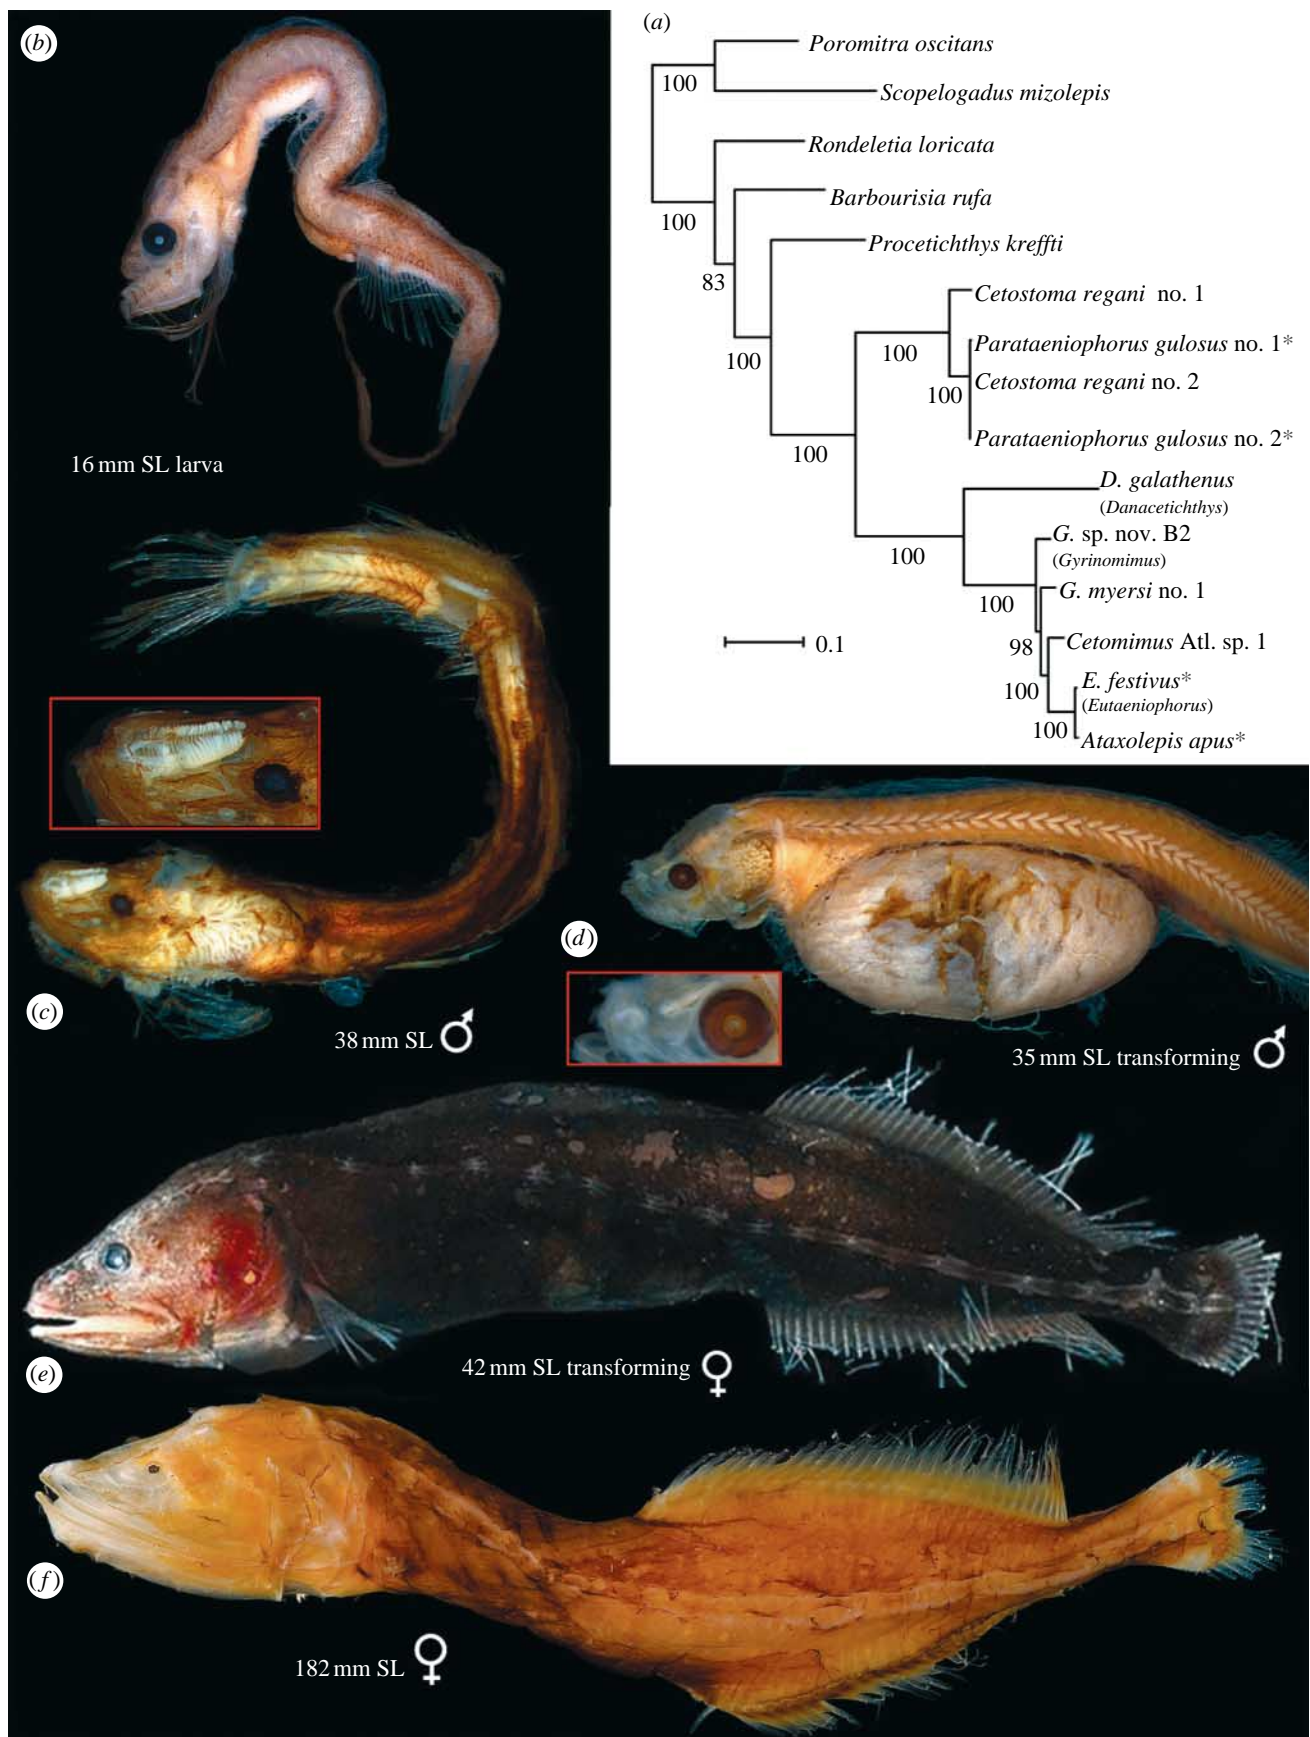 (a)
Poromitra oscitans
100
Scopelogadus mizolepis
Rondeletia loricata
100
Barbourisia rufa
Procetichthys kreffti
83
Cetostoma regani no. 1
100
Parataeniophorus gulosus no. 1*
100
Cetostoma regani no. 2
100
Parataeniophorus gulosus no. 2*
100
D. galathenus
(Danacetichthys)
G. sp. nov. B2
(Gyrinomimus)
100
G. myersi no. 1
100
Cetomimus Atl. sp. 1
98
0.1
E. festivus*
(Eutaeniophorus)
100
Ataxolepis apus*
100
(b)
16 mm SL larva
(c)
38 mm SL ♂
(d)
35 mm SL transforming ♂
(e)
42 mm SL transforming ♀
(f)
182 mm SL ♀